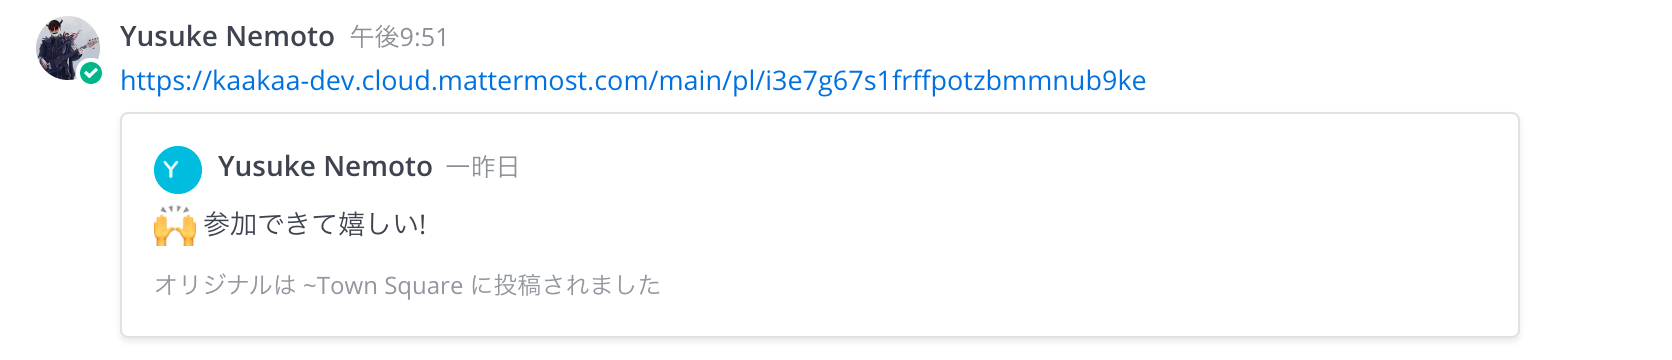 Yusuke Nemoto 午後9:51
https://kaakaa-dev.cloud.mattermost.com/main/pl/i3e7g67s1frffpotzbmmnub9ke
Y Yusuke Nemoto 一昨日
🙌 参加できて嬉しい!
オリジナルは ~Town Square に投稿されました